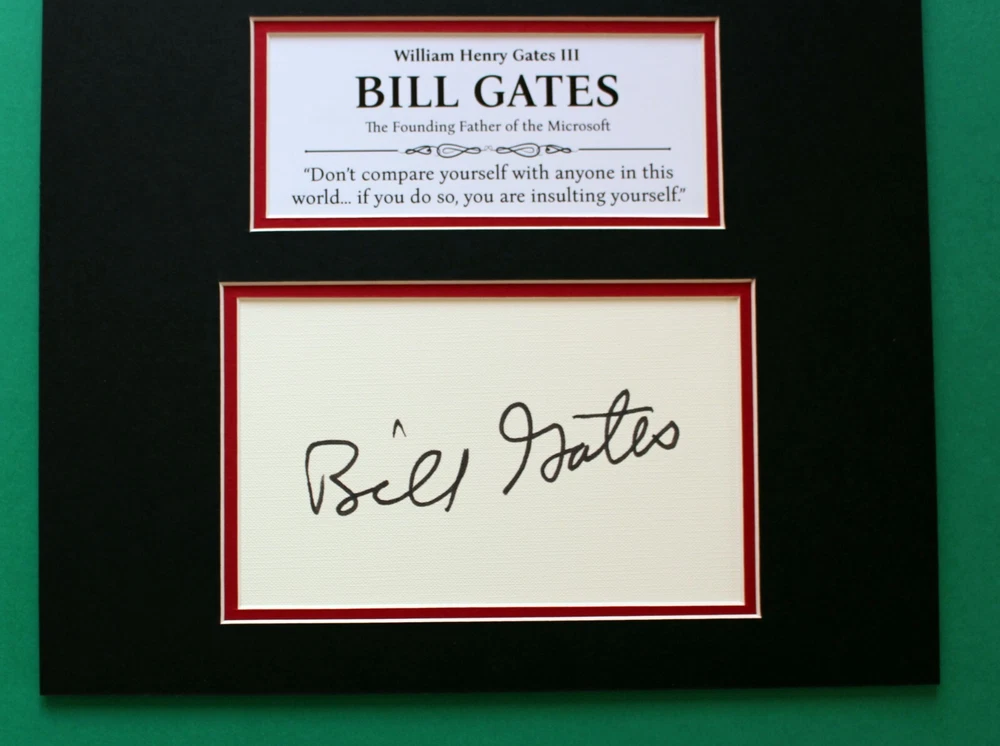 William Henry Gates III
BILL GATES
The Founding Father of the Microsoft
“Don’t compare yourself with anyone in this
world... if you do so, you are insulting yourself.”
Bill Gates